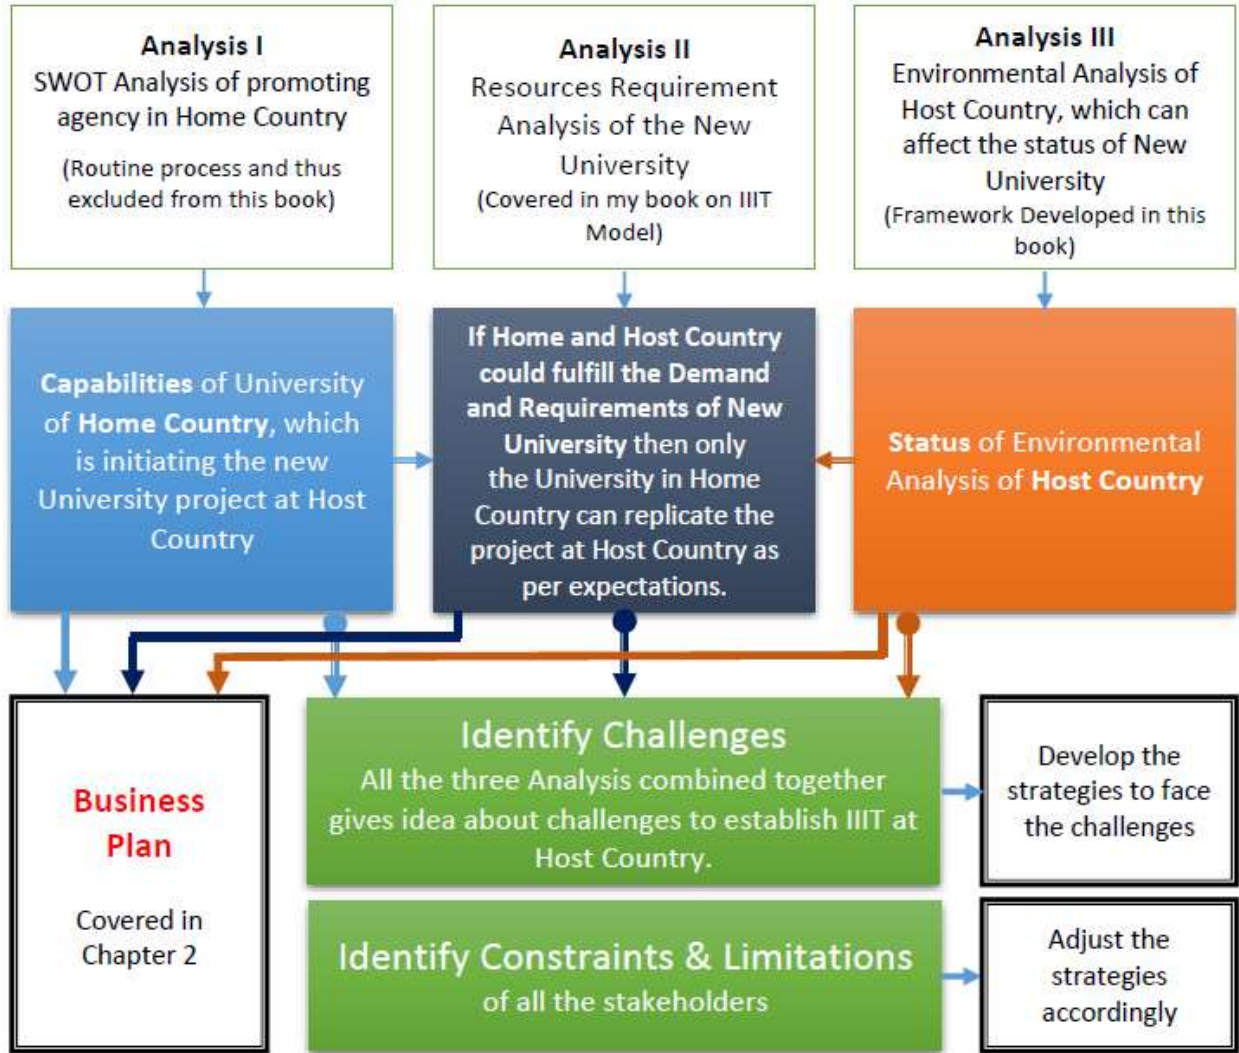 Analysis I
SWOT Analysis of promoting
agency in Home Country
(Routine process and thus
excluded from this book)
Analysis II
Resources Requirement
Analysis of the New
University
(Covered in my book on IIIT
Model)
Analysis III
Environmental Analysis of
Host Country, which can
affect the status of New
University
(Framework Developed in this
book)
Capabilities of University
of Home Country, which
is initiating the new
University project at Host
Country
If Home and Host Country
could fulfill the Demand
and Requirements of New
University then only
the University in Home
Country can replicate the
project at Host Country as
per expectations.
Status of Environmental
Analysis of Host Country
Business
Plan
Covered in
Chapter 2
Identify Challenges
All the three Analysis combined together
gives idea about challenges to establish IIIT at
Host Country.
Develop the
strategies to face
the challenges
Identify Constraints & Limitations
of all the stakeholders
Adjust the
strategies
accordingly